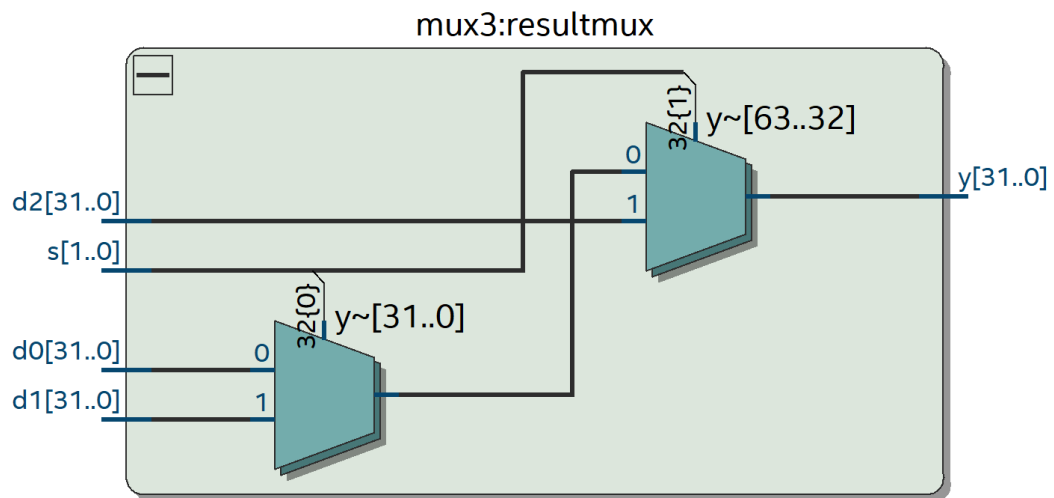 mux3:resultmux
32{1}
y~[63..32]
0
d2[31..0]
1
y[31..0]
s[1..0]
32{0}
y~[31..0]
d0[31..0]
0
d1[31..0]
1